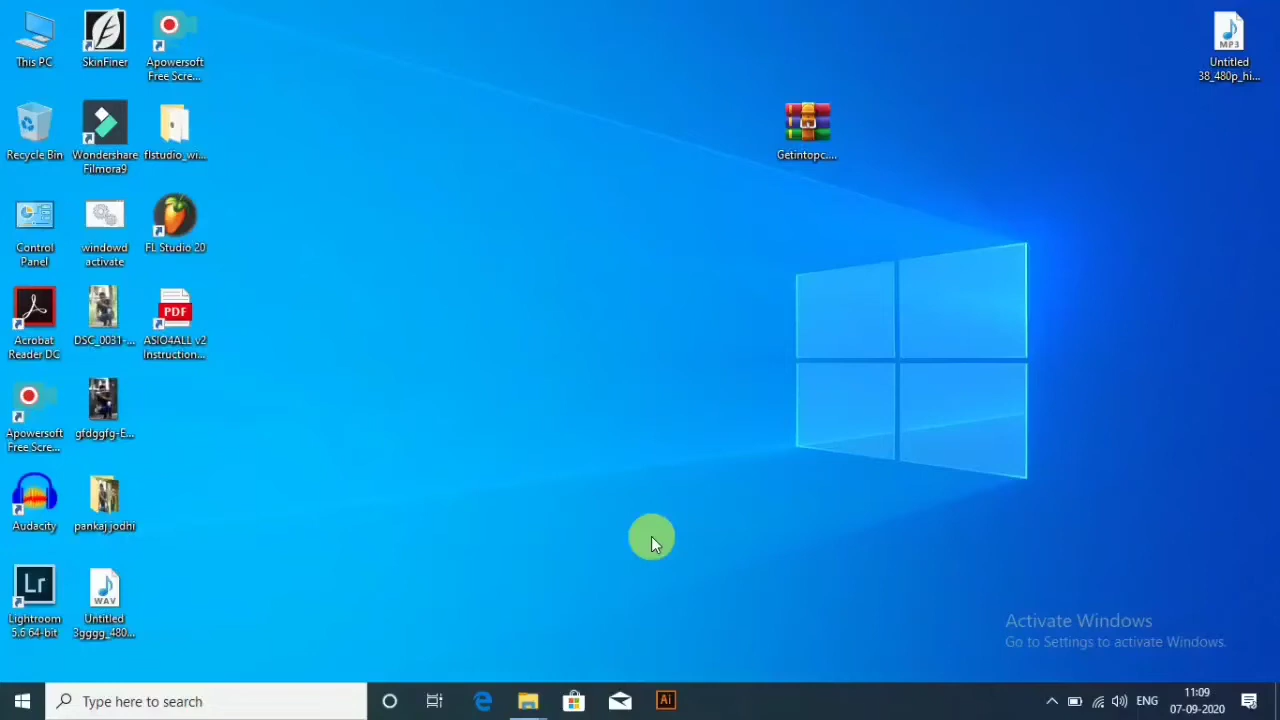 This PC
SkinFiner
Apowersoft
Free Scre...
Recycle Bin
Wondershare
Filmora9
flstudio_wi...
Control
Panel
windowd
activate
FL Studio 20
Acrobat
Reader DC
DSC_0031-...
PDF
ASIO4ALL v2
Instruction...
Apowersoft
Free Scre...
gfdggfg-E...
Audacity
pankaj jodhi
Lr
Lightroom
5.6 64-bit
WAV
Untitled
3gggg_480...
Getintopc....
MP3
Untitled
38_480p_hi...
Activate Windows
Go to Settings to activate Windows.
Type here to search
Ai
ENG
11:09
07-09-2020